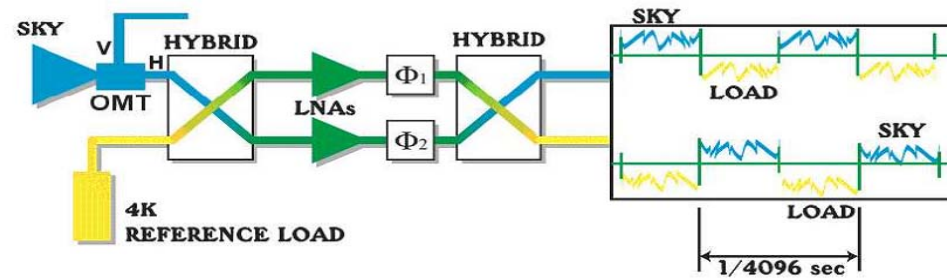 SKY
V
H
OMT
HYBRID
LNAs
Φ1
Φ2
HYBRID
4K
REFERENCE LOAD
SKY
LOAD
SKY
LOAD
1/4096 sec